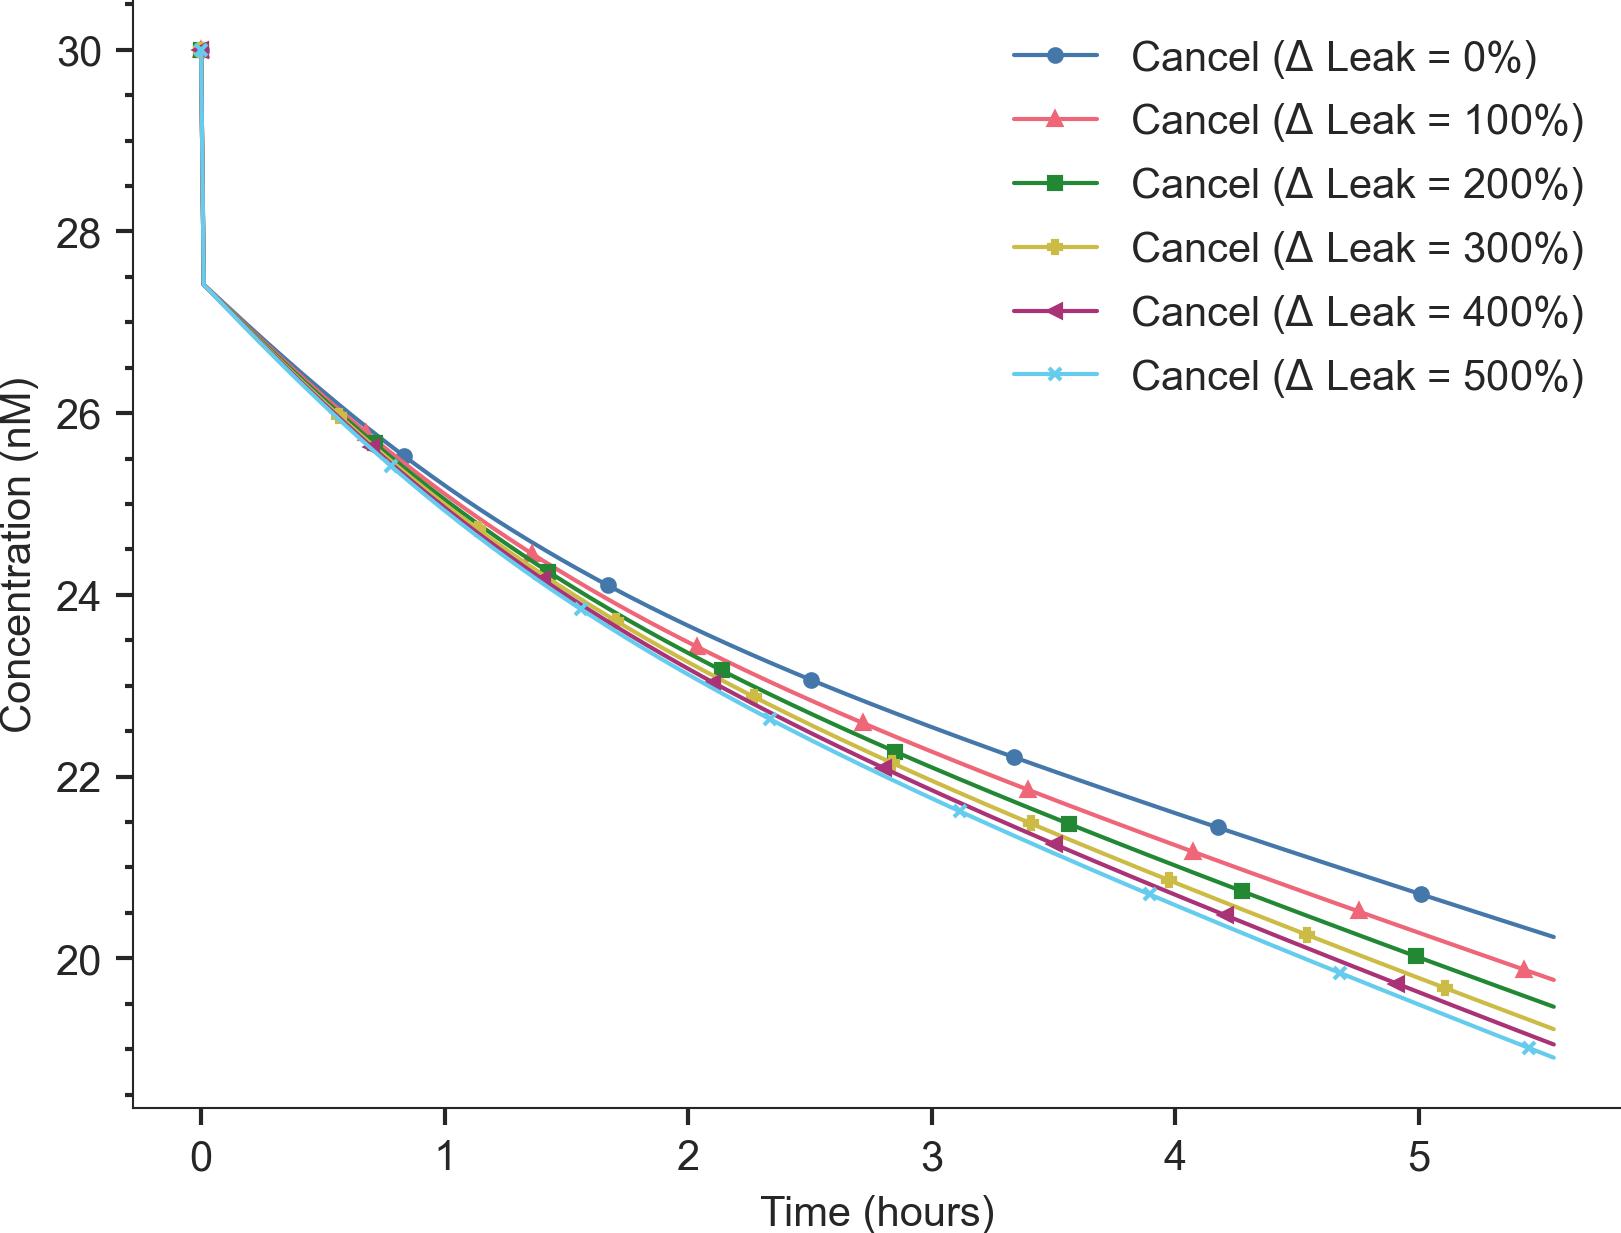 30
28
26
24
22
20
Concentration (nM)
Cancel (Δ Leak = 0%)
Cancel (Δ Leak = 100%)
Cancel (Δ Leak = 200%)
Cancel (Δ Leak = 300%)
Cancel (Δ Leak = 400%)
Cancel (Δ Leak = 500%)
0 1 2 3 4 5
Time (hours)